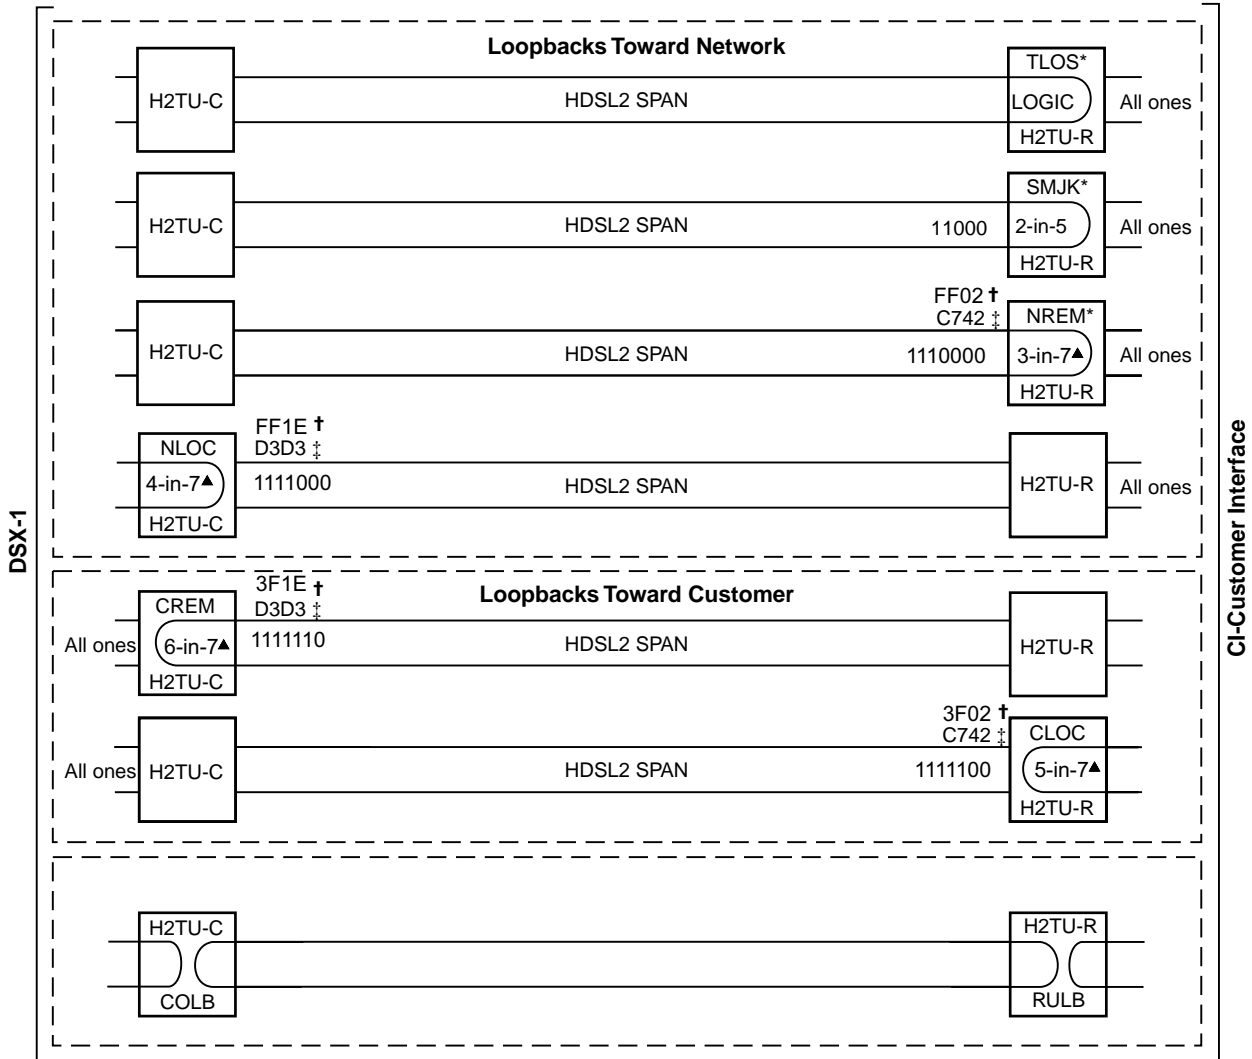 Loopbacks Toward Network
H2TU-C
HDSL2 SPAN
TLOS*
LOGIC
H2TU-R
All ones
H2TU-C
HDSL2 SPAN
11000
SMJK*
2-in-5
H2TU-R
All ones
H2TU-C
HDSL2 SPAN
FF02 †
C742 ‡
1110000
NREM*
3-in-7▲
H2TU-R
All ones
NLOC
4-in-7▲
H2TU-C
FF1E †
D3D3 ‡
1111000
HDSL2 SPAN
H2TU-R
All ones
DSX-1
CI-Customer Interface
Loopbacks Toward Customer
All ones
CREM
6-in-7▲
H2TU-C
3F1E †
D3D3 ‡
1111110
HDSL2 SPAN
H2TU-R
All ones
H2TU-C
HDSL2 SPAN
3F02 †
C742 ‡
1111100
CLOC
5-in-7▲
H2TU-R
H2TU-C
COLB
H2TU-R
RULB